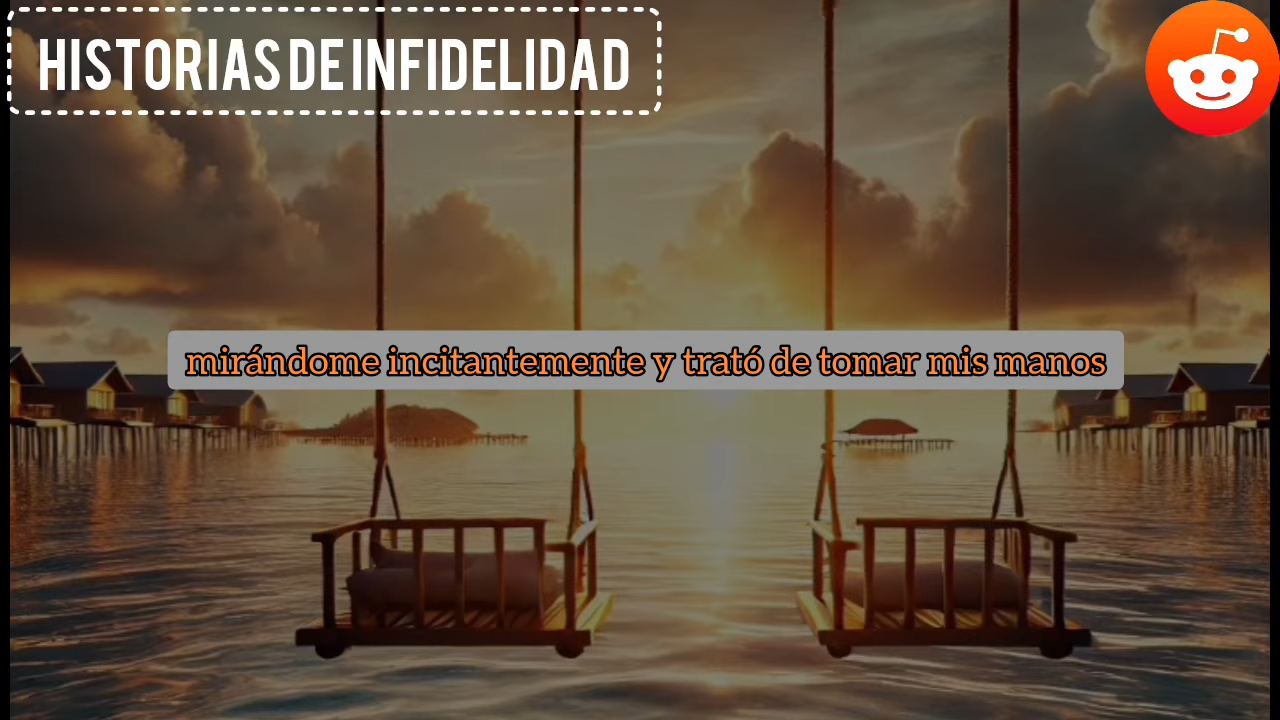 HISTORIAS DE INFIDELIDAD
mirándome incitantemente y trató de tomar mis manos